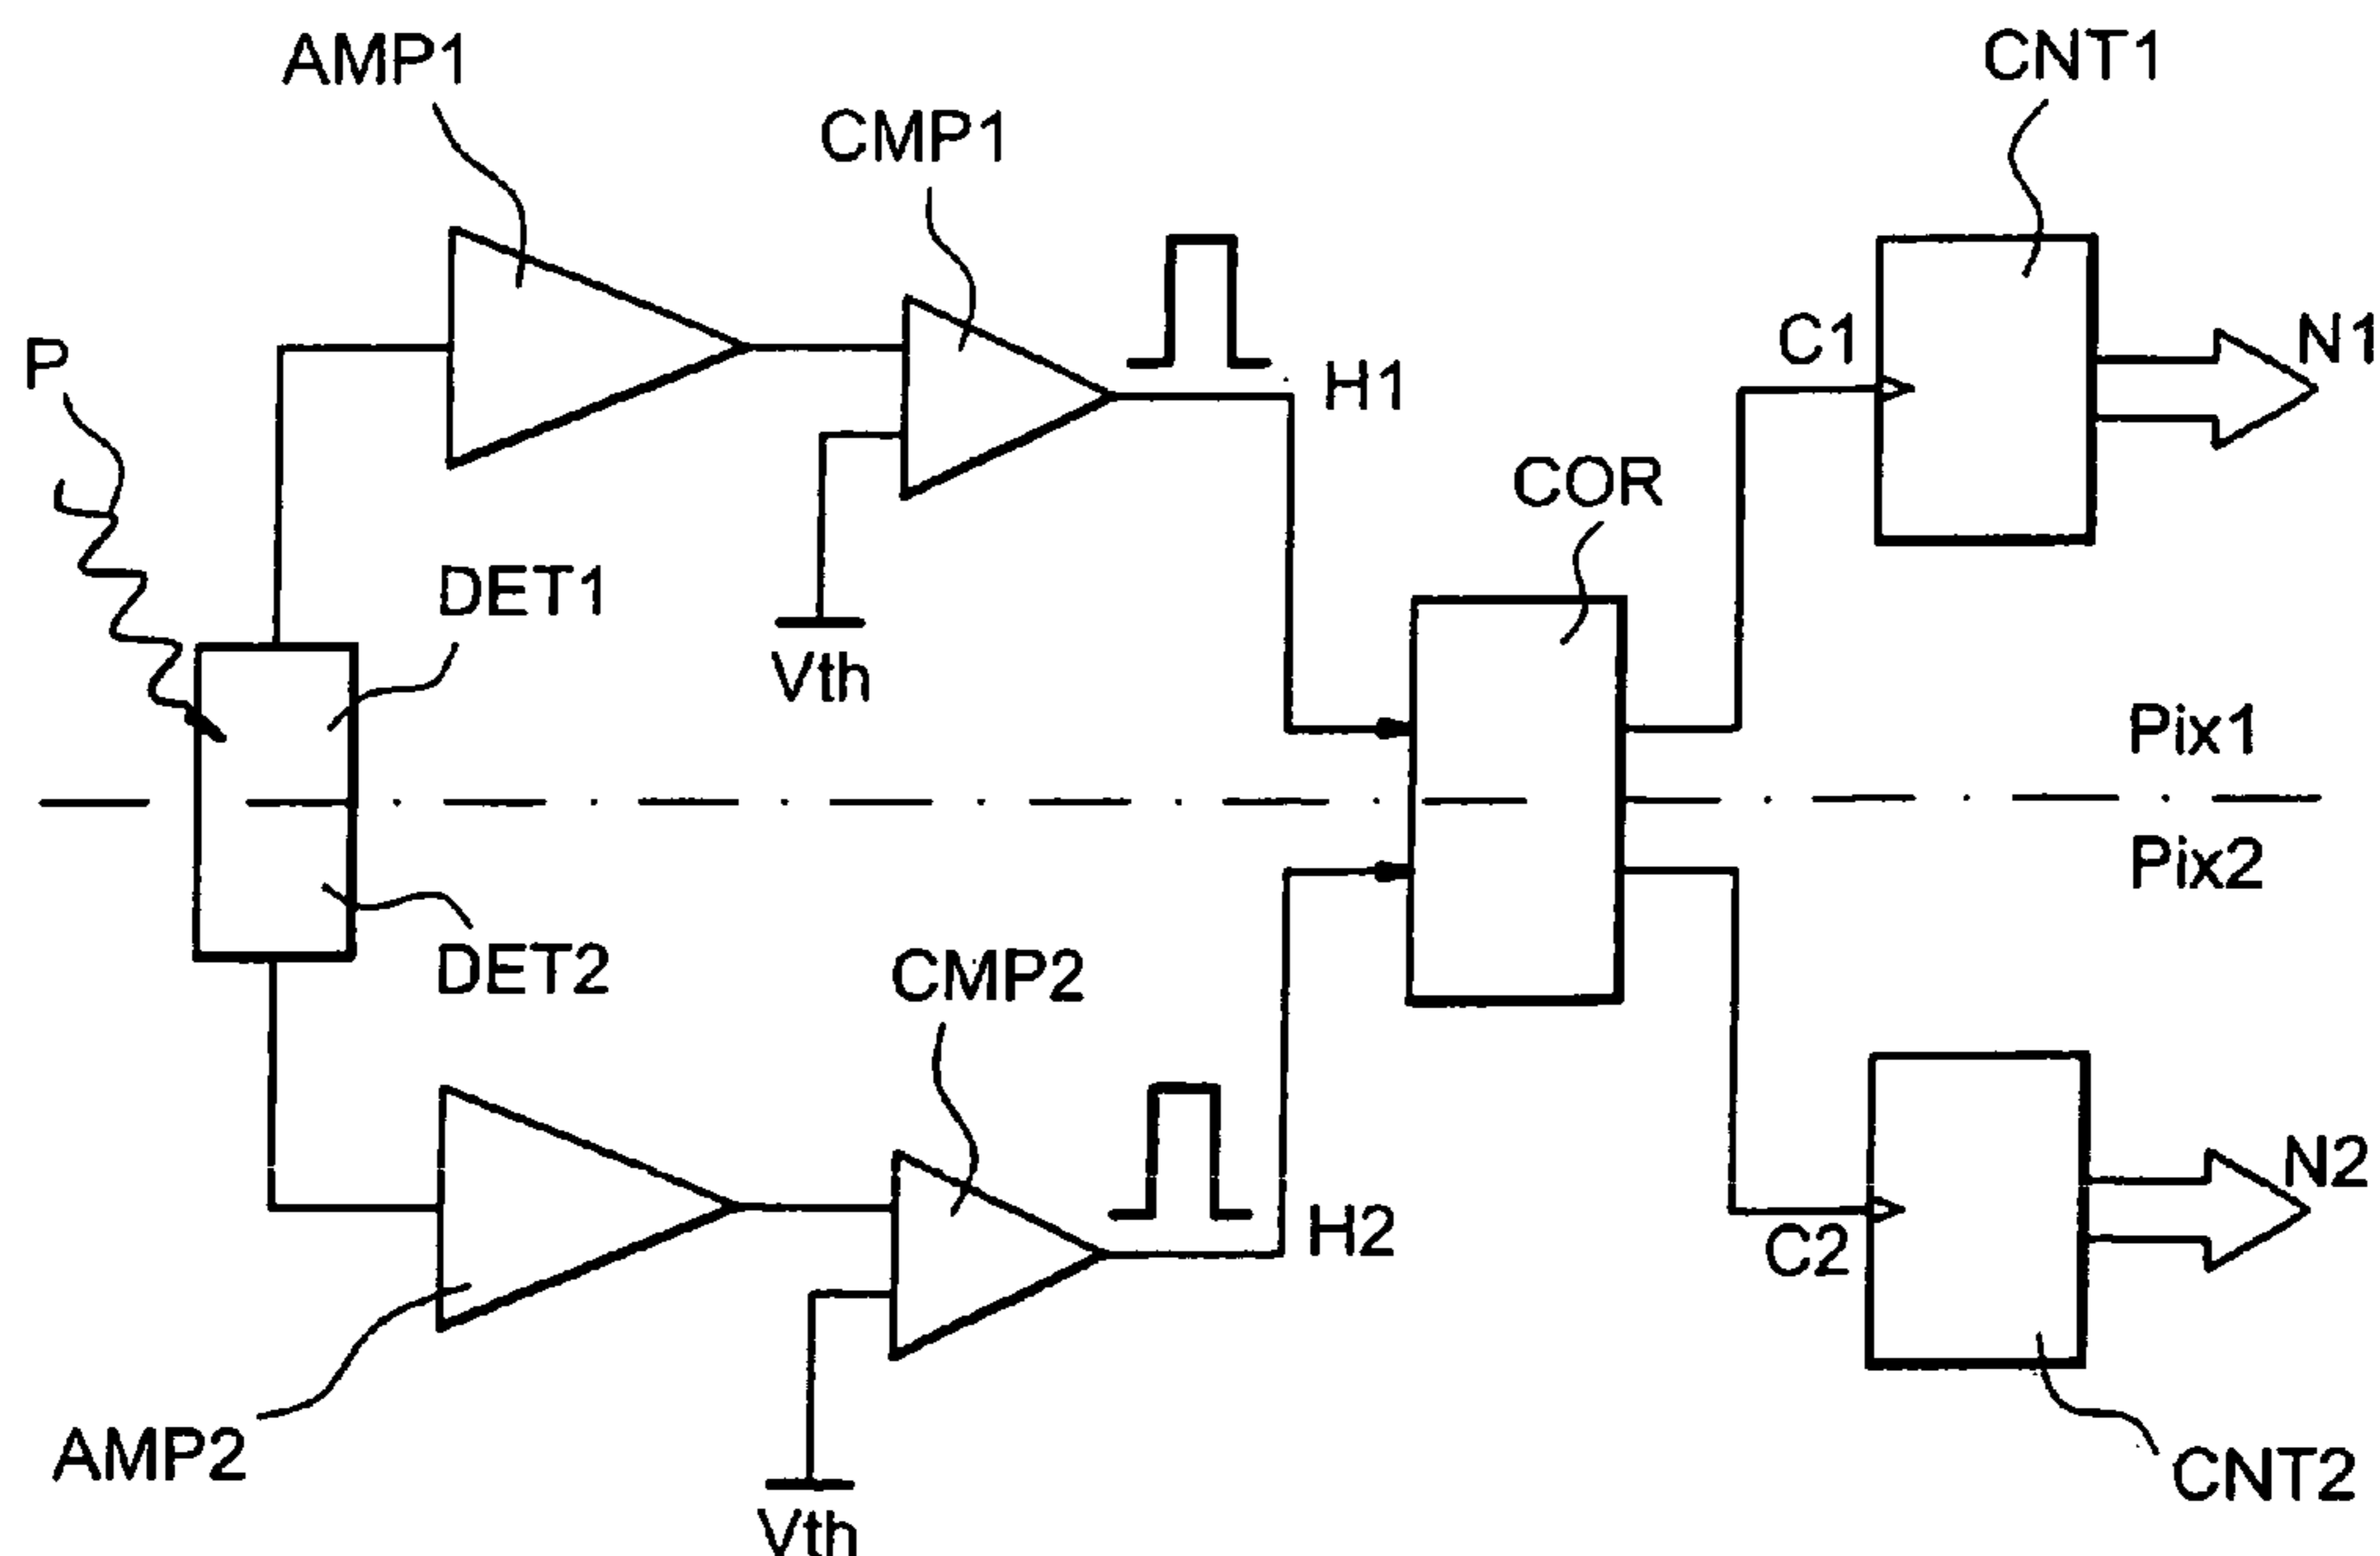 AMP1
CNT1
CMP1
P
C1
N1
H1
COR
DET1
Vth
Pix1
Pix2
DET2
CMP2
N2
H2
C2
AMP2
CNT2
Vth